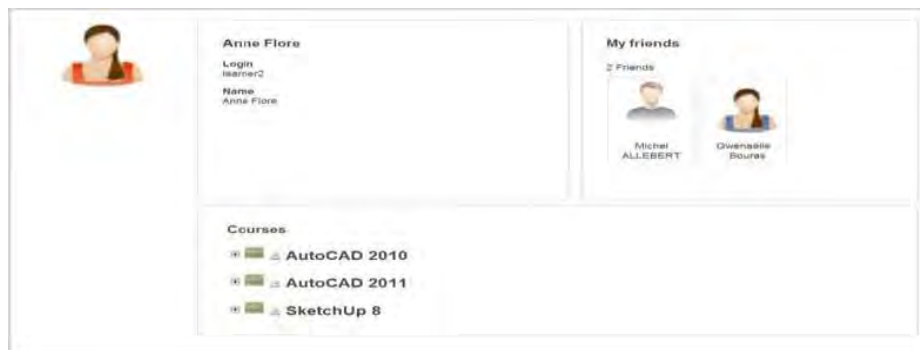 Anne Flore
Login
learner2
Name
Anne Flore
My friends
2 Friends
Michel
ALLEBERT
Gwenaëlle
Bouras
Courses
AutoCAD 2010
AutoCAD 2011
SketchUp 8